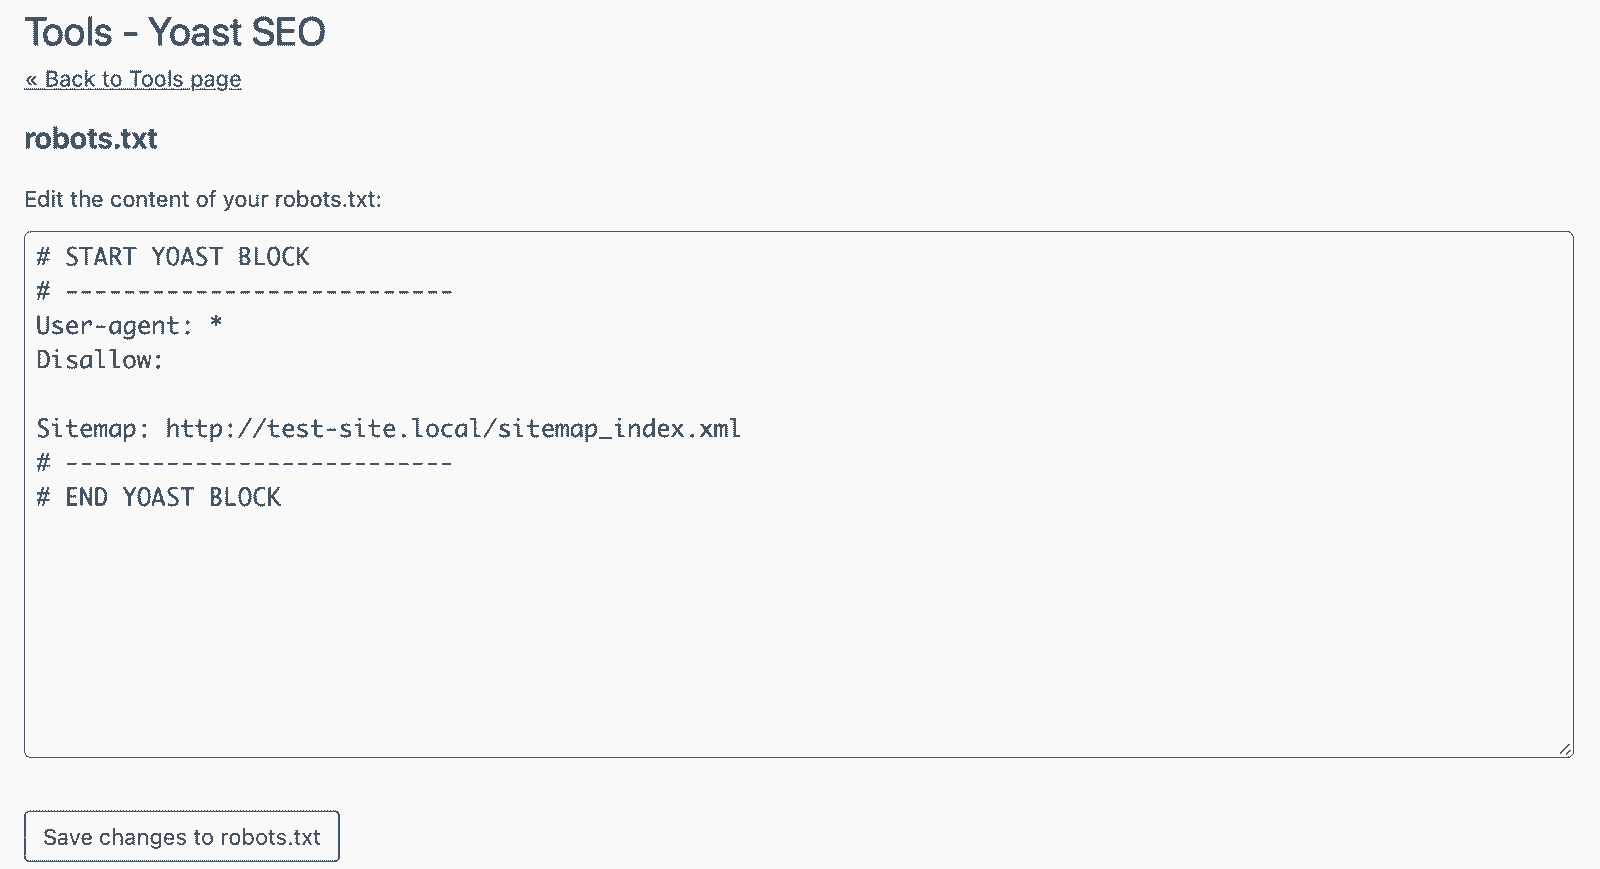 Tools - Yoast SEO
« Back to Tools page
robots.txt
Edit the content of your robots.txt:
# START YOAST BLOCK
# ---------------------------
User-agent: *
Disallow:
Sitemap: http://test-site.local/sitemap_index.xml
# ---------------------------
# END YOAST BLOCK
Save changes to robots.txt